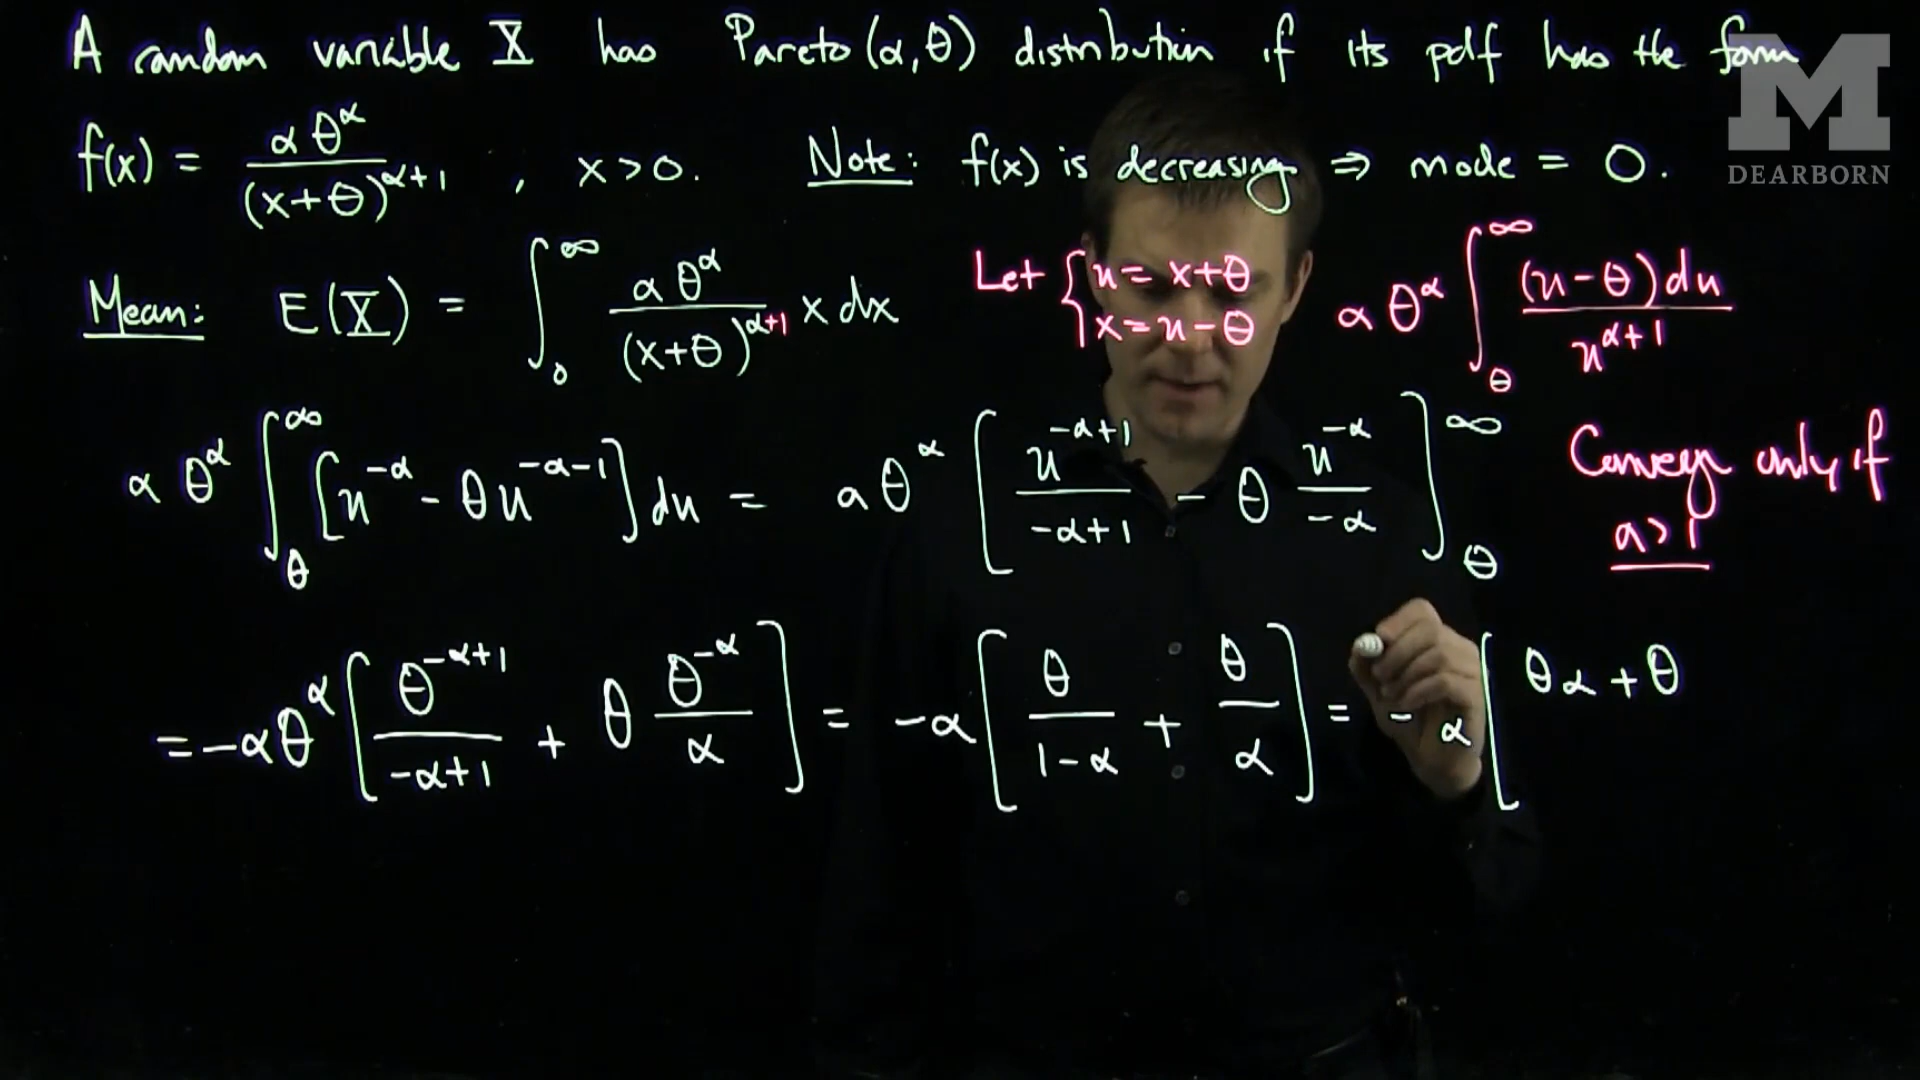 A random variable X has Pareto(α,θ) distribution if its pdf has the form
f(x) = αθ^α / (x+θ)^(α+1) , x>0. Note: f(x) is decreasing ⇒ mode = 0.
M
DEARBORN
Mean: E(X) = ∫_0^∞ αθ^α / (x+θ)^(α+1) x dx Let { u = x+θ
x = u-θ
αθ^α ∫_θ^∞ (u-θ)du / u^(α+1)
αθ^α ∫_θ^∞ [u^(-α) - θu^(-α-1)] du = aθ^α [ u^(-α+1) / (-α+1) - θ u^(-α) / (-α) ]_θ^∞
Converge only if
a>1
= -αθ^α [ θ^(-α+1) / (-α+1) + θ θ^(-α) / α ] = -α [ θ / (1-α) + θ / α ] = -α [ θα + θ